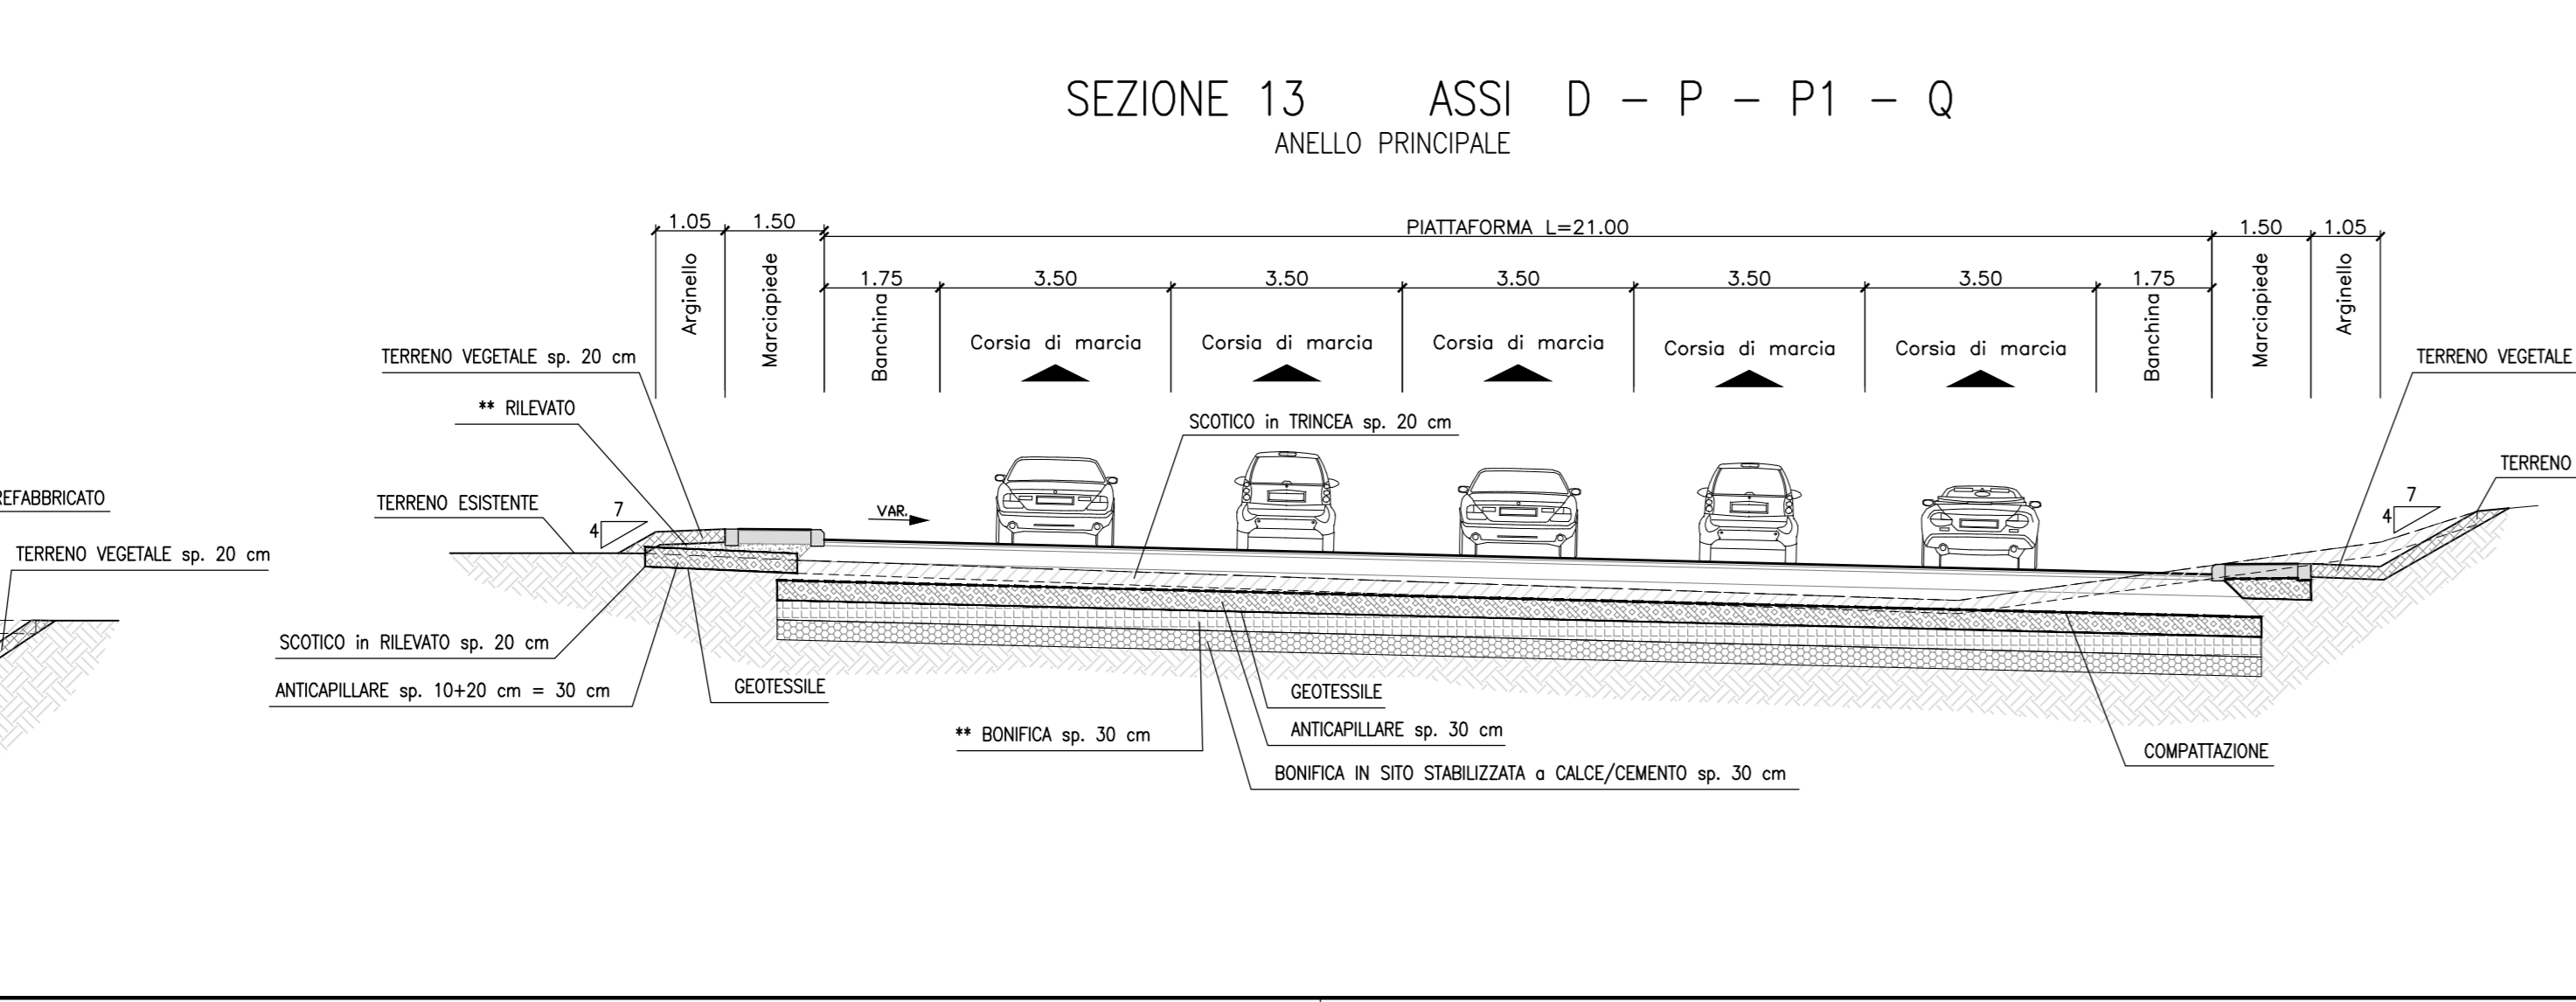 SEZIONE 13 ASSI D - P - P1 - Q
ANELLO PRINCIPALE
1.05 1.50 PIATTAFORMA L=21.00 1.50 1.05
Arginello
Marciapiede
1.75 3.50 3.50 3.50 3.50 3.50 1.75
Banchina
Corsia di marcia
Corsia di marcia
Corsia di marcia
Corsia di marcia
Corsia di marcia
Banchina
Marciapiede
Arginello
TERRENO VEGETALE sp. 20 cm
TERRENO VEGETALE
** RILEVATO
SCOTICO in TRINCEA sp. 20 cm
TERRENO
REFABBRICATO
TERRENO ESISTENTE
7
4
VAR.
7
4
TERRENO VEGETALE sp. 20 cm
SCOTICO in RILEVATO sp. 20 cm
ANTICAPILLARE sp. 10+20 cm = 30 cm
GEOTESSILE
GEOTESSILE
** BONIFICA sp. 30 cm
ANTICAPILLARE sp. 30 cm
COMPATTAZIONE
BONIFICA IN SITO STABILIZZATA a CALCE/CEMENTO sp. 30 cm